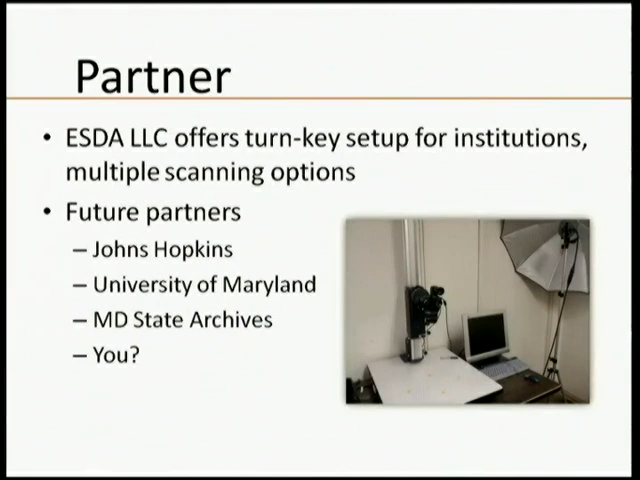 Partner
• ESDA LLC offers turn-key setup for institutions,
multiple scanning options
• Future partners
– Johns Hopkins
– University of Maryland
– MD State Archives
– You?